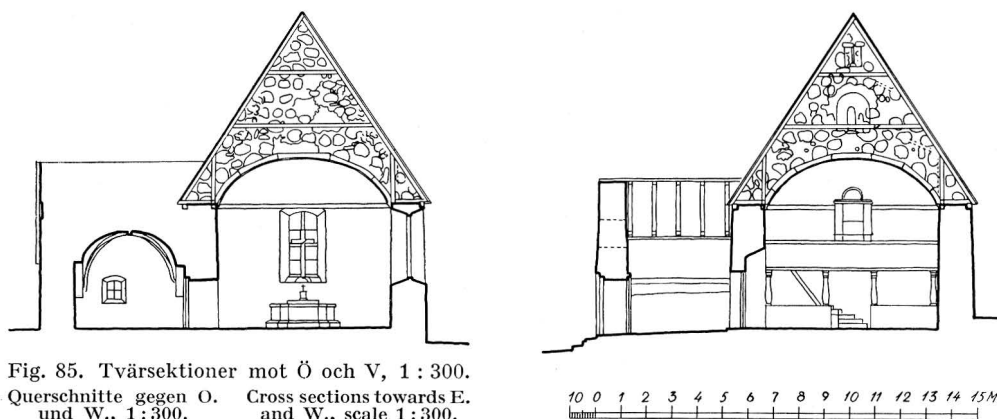 Fig. 85. Tvärsektioner mot Ö och V, 1 : 300.
Querschnitte gegen O. und W., 1 : 300.
Cross sections towards E. and W., scale 1 : 300.
10 0 1 2 3 4 5 6 7 8 9 10 11 12 13 14 15 M